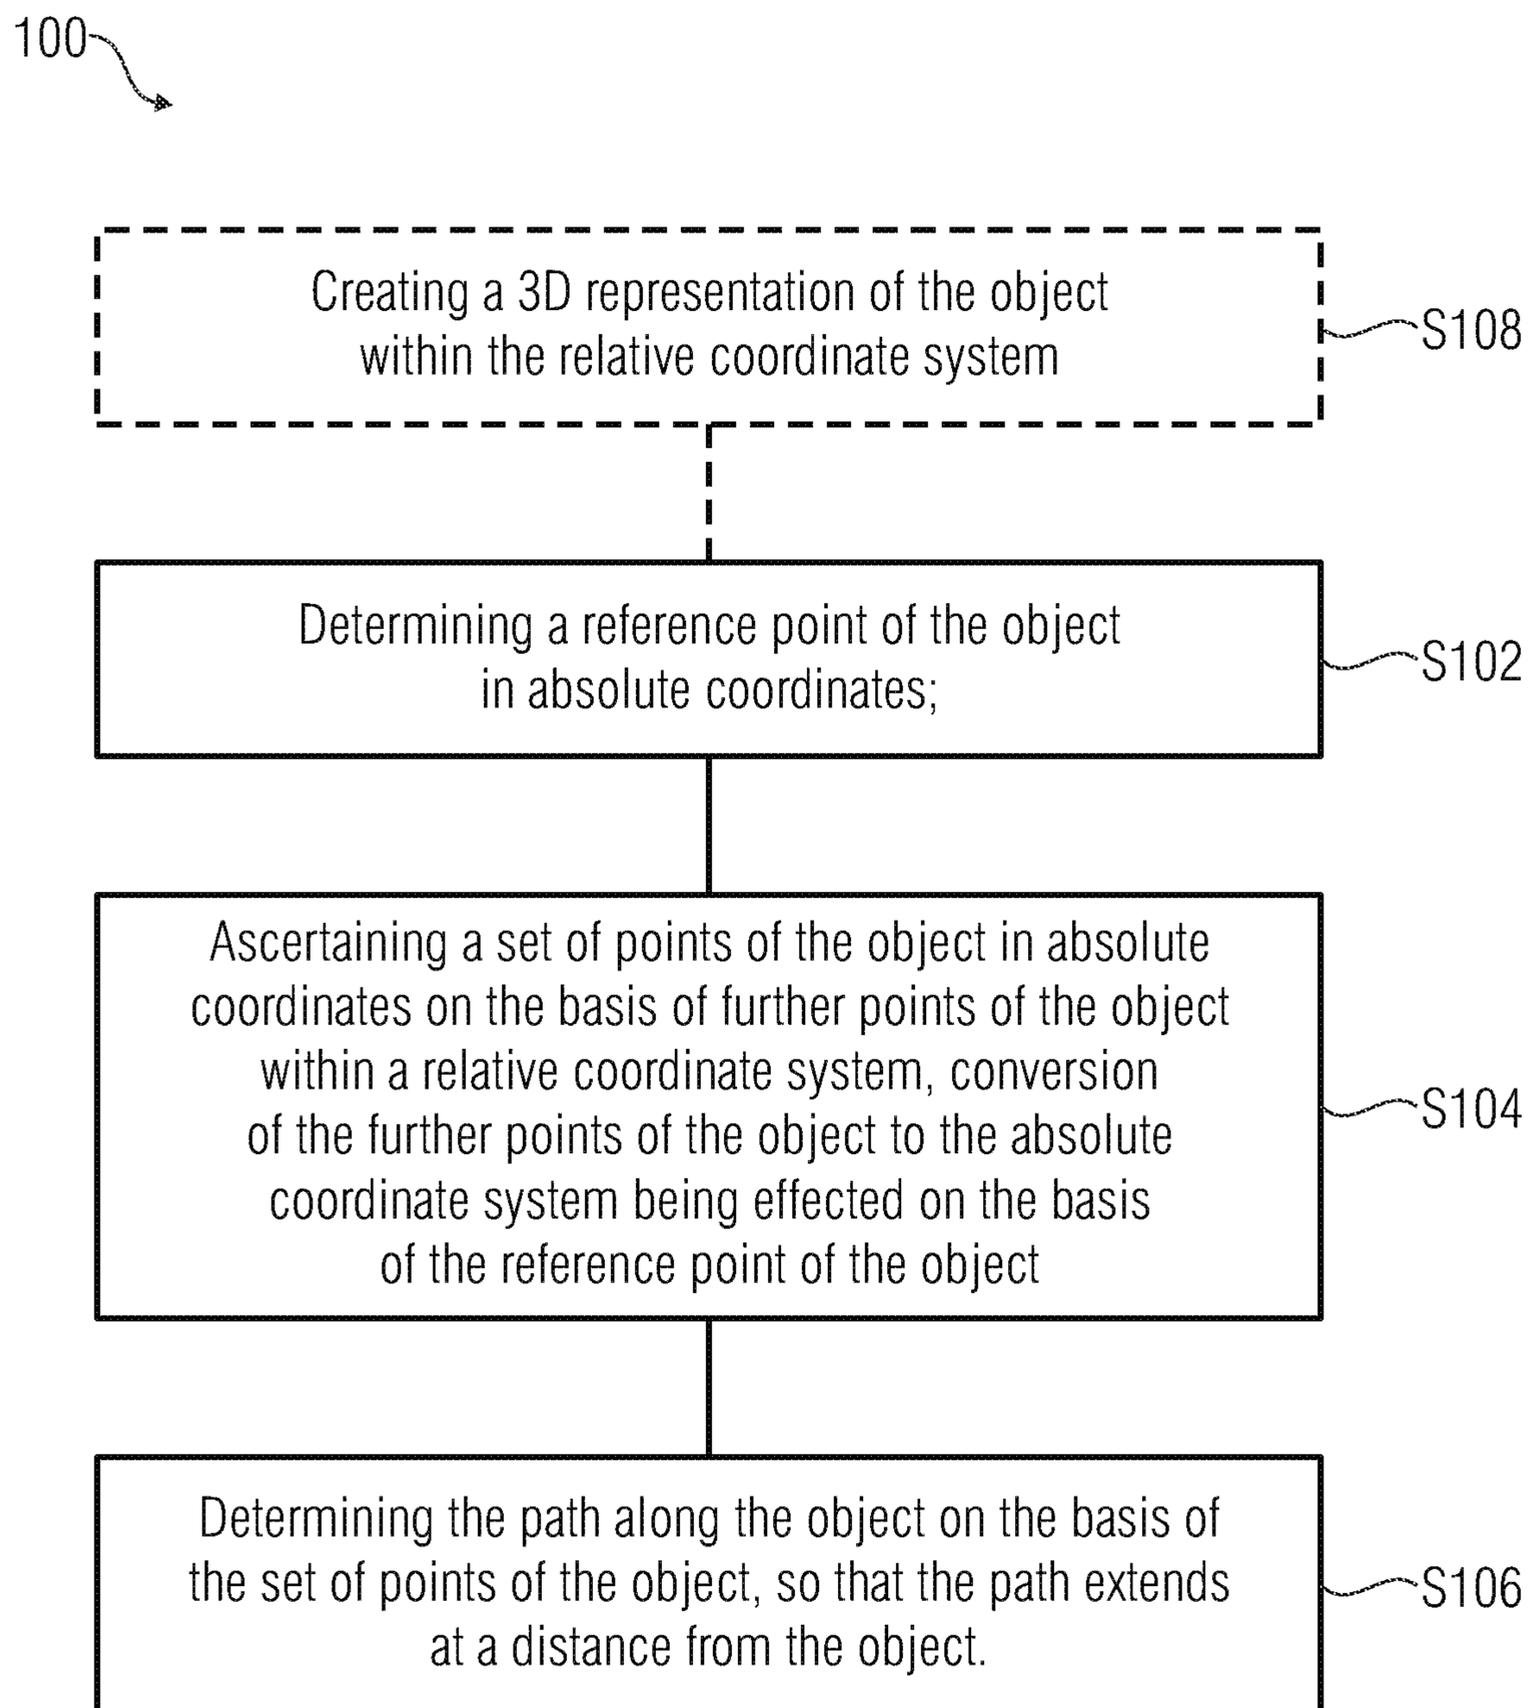 100
Creating a 3D representation of the object
within the relative coordinate system
S108
Determining a reference point of the object
in absolute coordinates;
S102
Ascertaining a set of points of the object in absolute
coordinates on the basis of further points of the object
within a relative coordinate system, conversion
of the further points of the object to the absolute
coordinate system being effected on the basis
of the reference point of the object
S104
Determining the path along the object on the basis of
the set of points of the object, so that the path extends
at a distance from the object.
S106